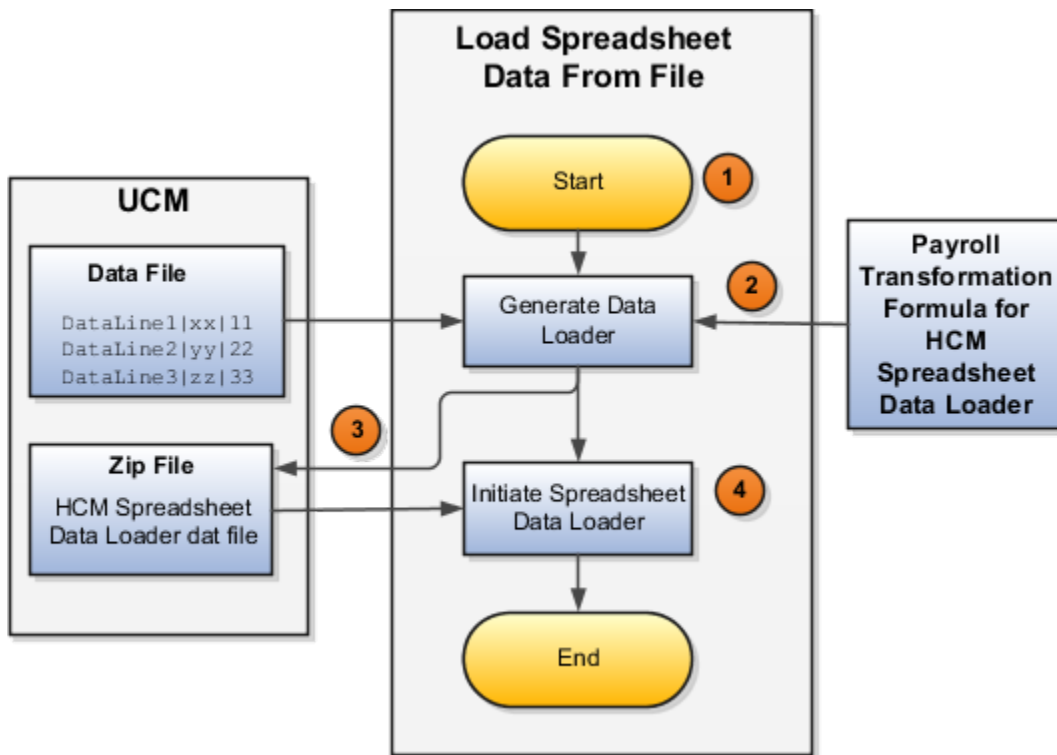 Load Spreadsheet
Data From File
Start
1
UCM
Data File
DataLine1|xx|11
DataLine2|yy|22
DataLine3|zz|33
Generate Data
Loader
2
Payroll
Transformation
Formula for
HCM
Spreadsheet
Data Loader
3
Zip File
HCM Spreadsheet
Data Loader dat file
Initiate Spreadsheet
Data Loader
4
End